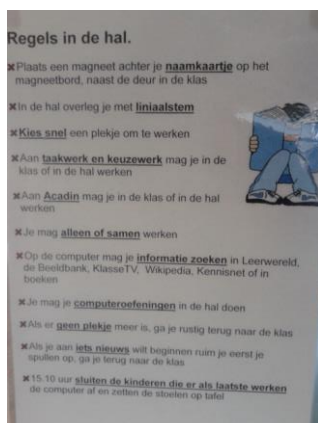 Regels in de hal.
Plaats een magneet achter je naamkaartje op het
magneetbord, naast de deur in de klas
In de hal overleg je met liniaalstem
Kies snel een plekje om te werken
Aan taakwerk en keuzewerk mag je in de
klas of in de hal werken
Aan Acadin mag je in de klas of in de hal
werken
Je mag alleen of samen werken
Op de computer mag je informatie zoeken in Leerwereld,
de Beeldbank, KlasseTV, Wikipedia, Kennisnet of in
boeken
Je mag je computeroefeningen in de hal doen
Als er geen plekje meer is, ga je rustig terug naar de klas
Als je aan iets nieuws wilt beginnen ruim je eerst je
spullen op, ga je terug naar de klas
15.10 uur sluiten de kinderen die er als laatste werken
de computer af en zetten de stoelen op tafel